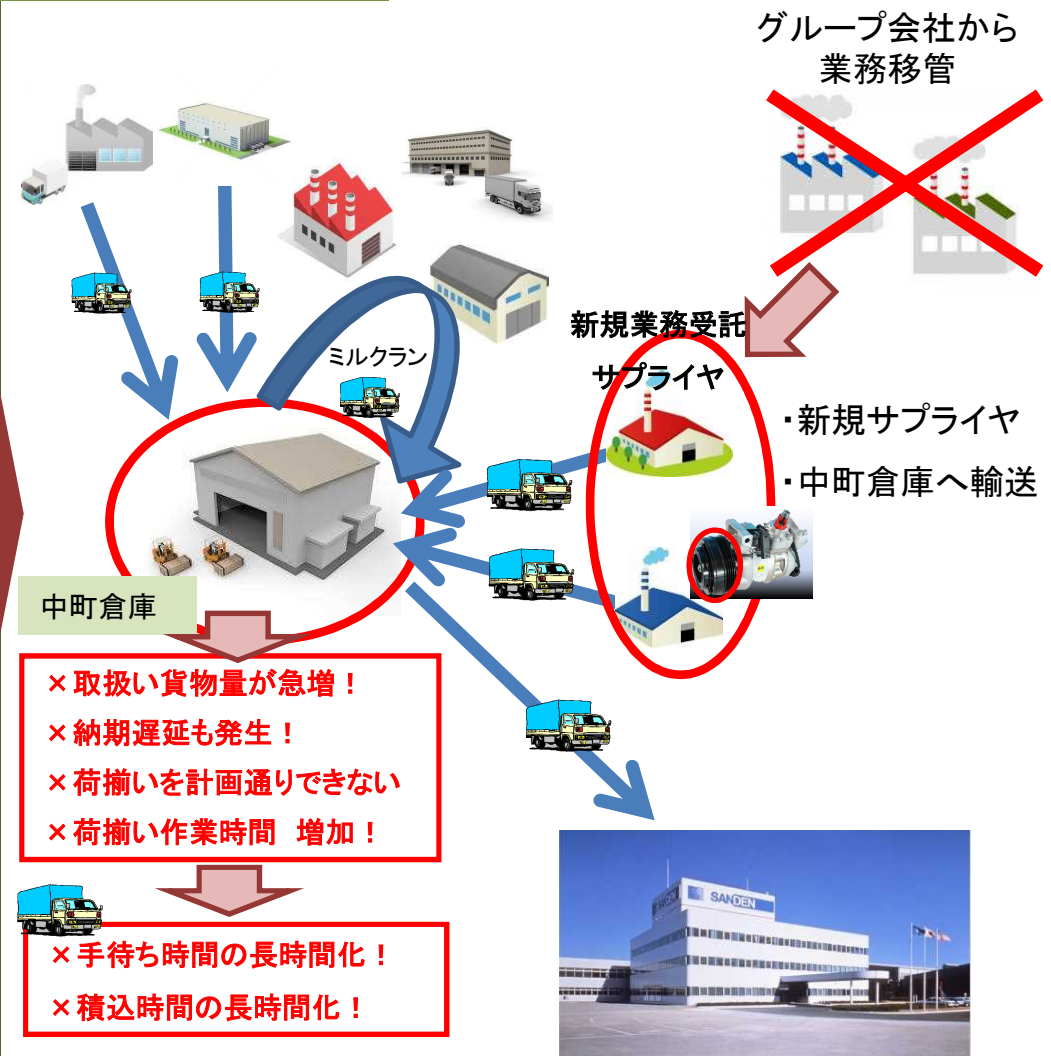 グループ会社から
業務移管
新規業務受託
サプライヤ
ミルクラン
・新規サプライヤ
・中町倉庫へ輸送
中町倉庫
×取扱い貨物量が急増！
×納期遅延も発生！
×荷揃いを計画通りできない
×荷揃い作業時間　増加！
×手待ち時間の長時間化！
×積込時間の長時間化！
SANDEN